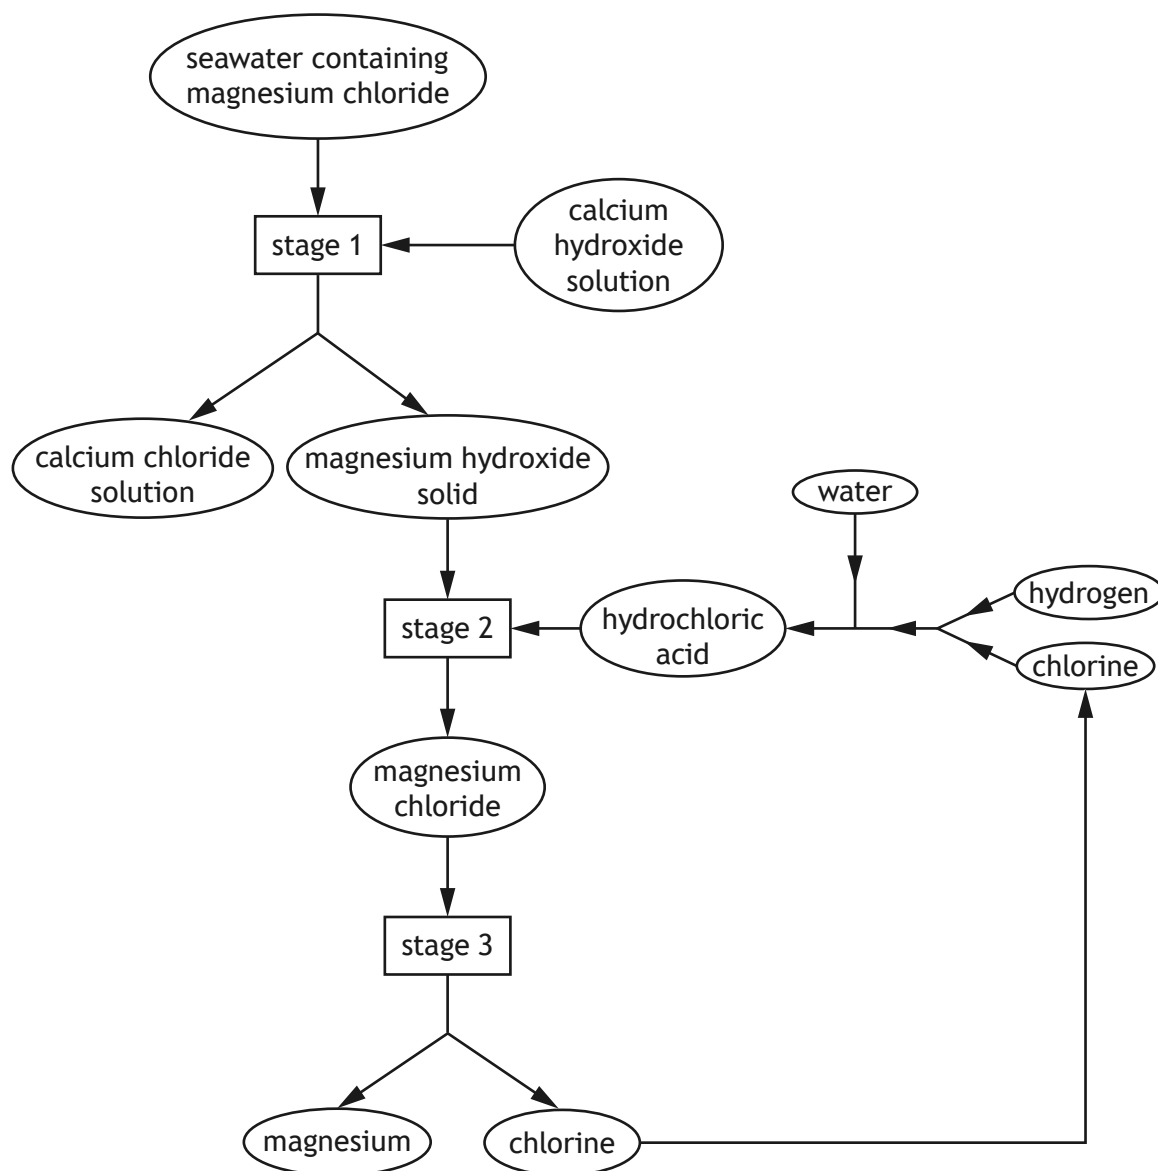 seawater containing
magnesium chloride
stage 1
calcium
hydroxide
solution
calcium chloride
solution
magnesium hydroxide
solid
water
hydrogen
stage 2
hydrochloric
acid
chlorine
magnesium
chloride
stage 3
magnesium
chlorine